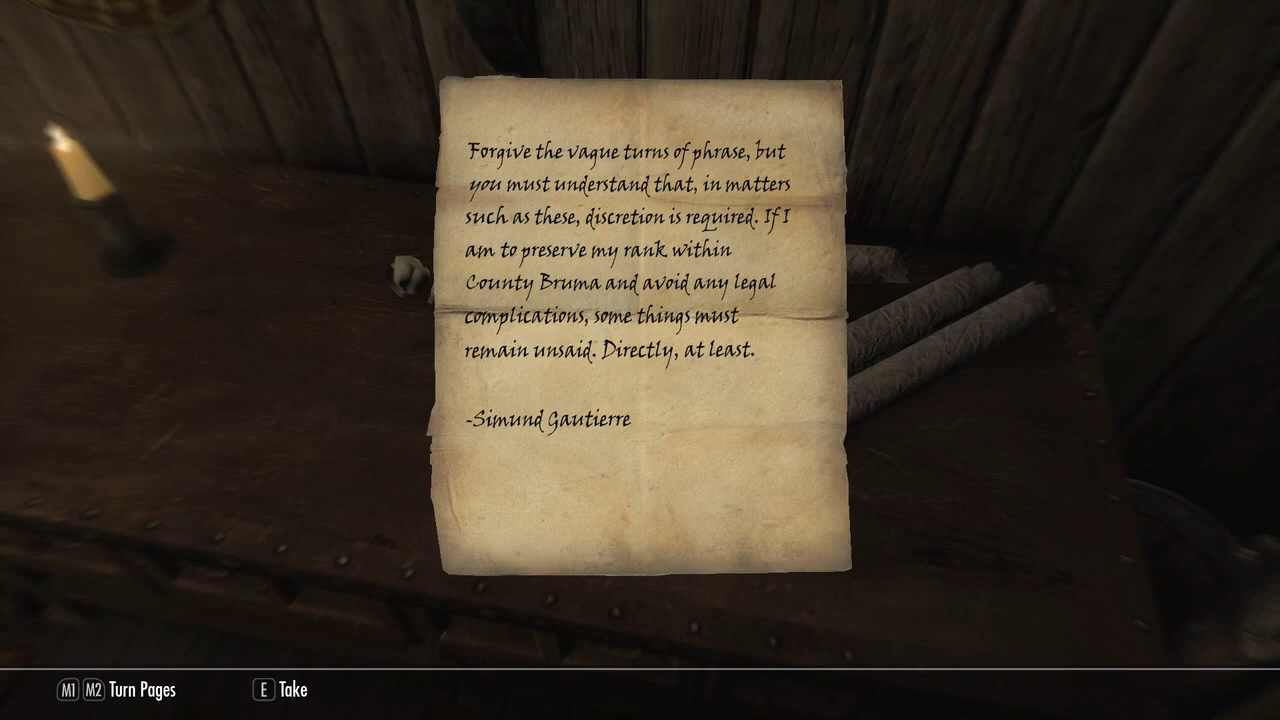 Forgive the vague turns of phrase, but
you must understand that, in matters
such as these, discretion is required. If I
am to preserve my rank within
County Bruma and avoid any legal
complications, some things must
remain unsaid. Directly, at least.
-Simund Gautierre
M1 M2 Turn Pages E Take